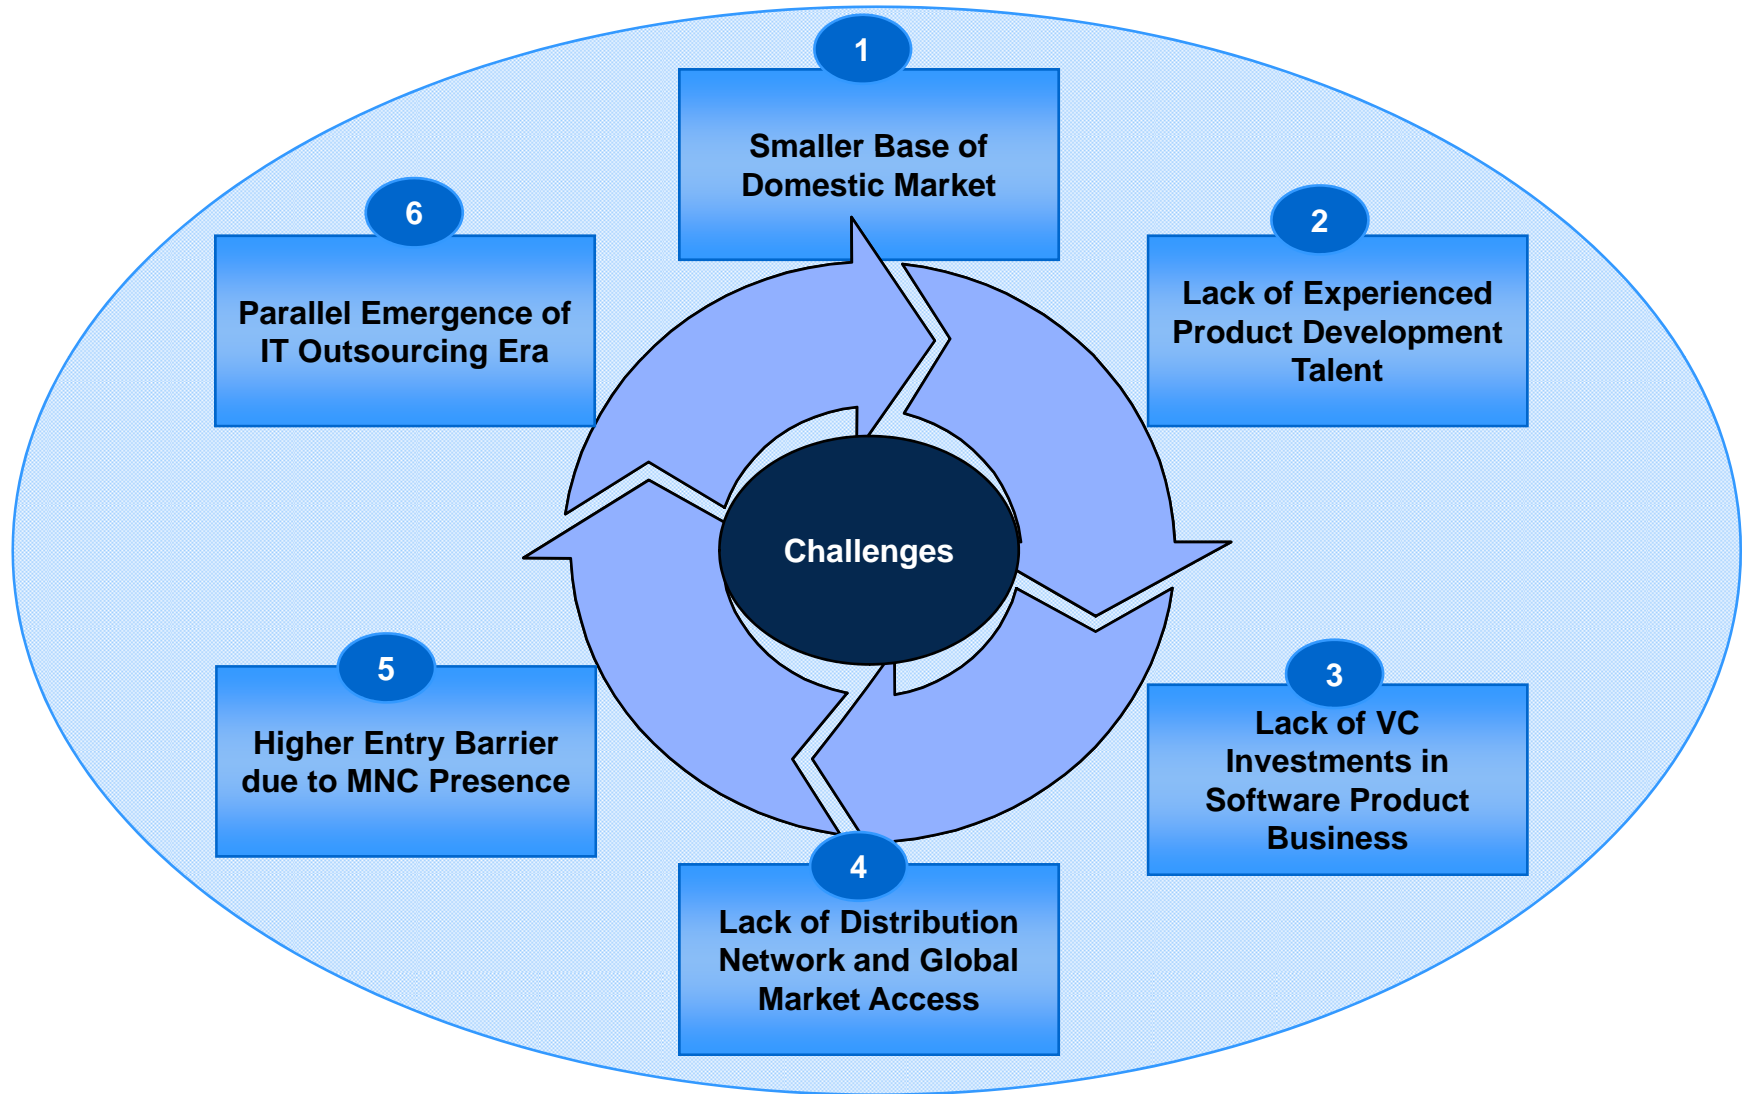 1
Smaller Base of
Domestic Market
2
Lack of Experienced
Product Development
Talent
3
Lack of VC
Investments in
Software Product
Business
4
Lack of Distribution
Network and Global
Market Access
5
Higher Entry Barrier
due to MNC Presence
6
Parallel Emergence of
IT Outsourcing Era
Challenges